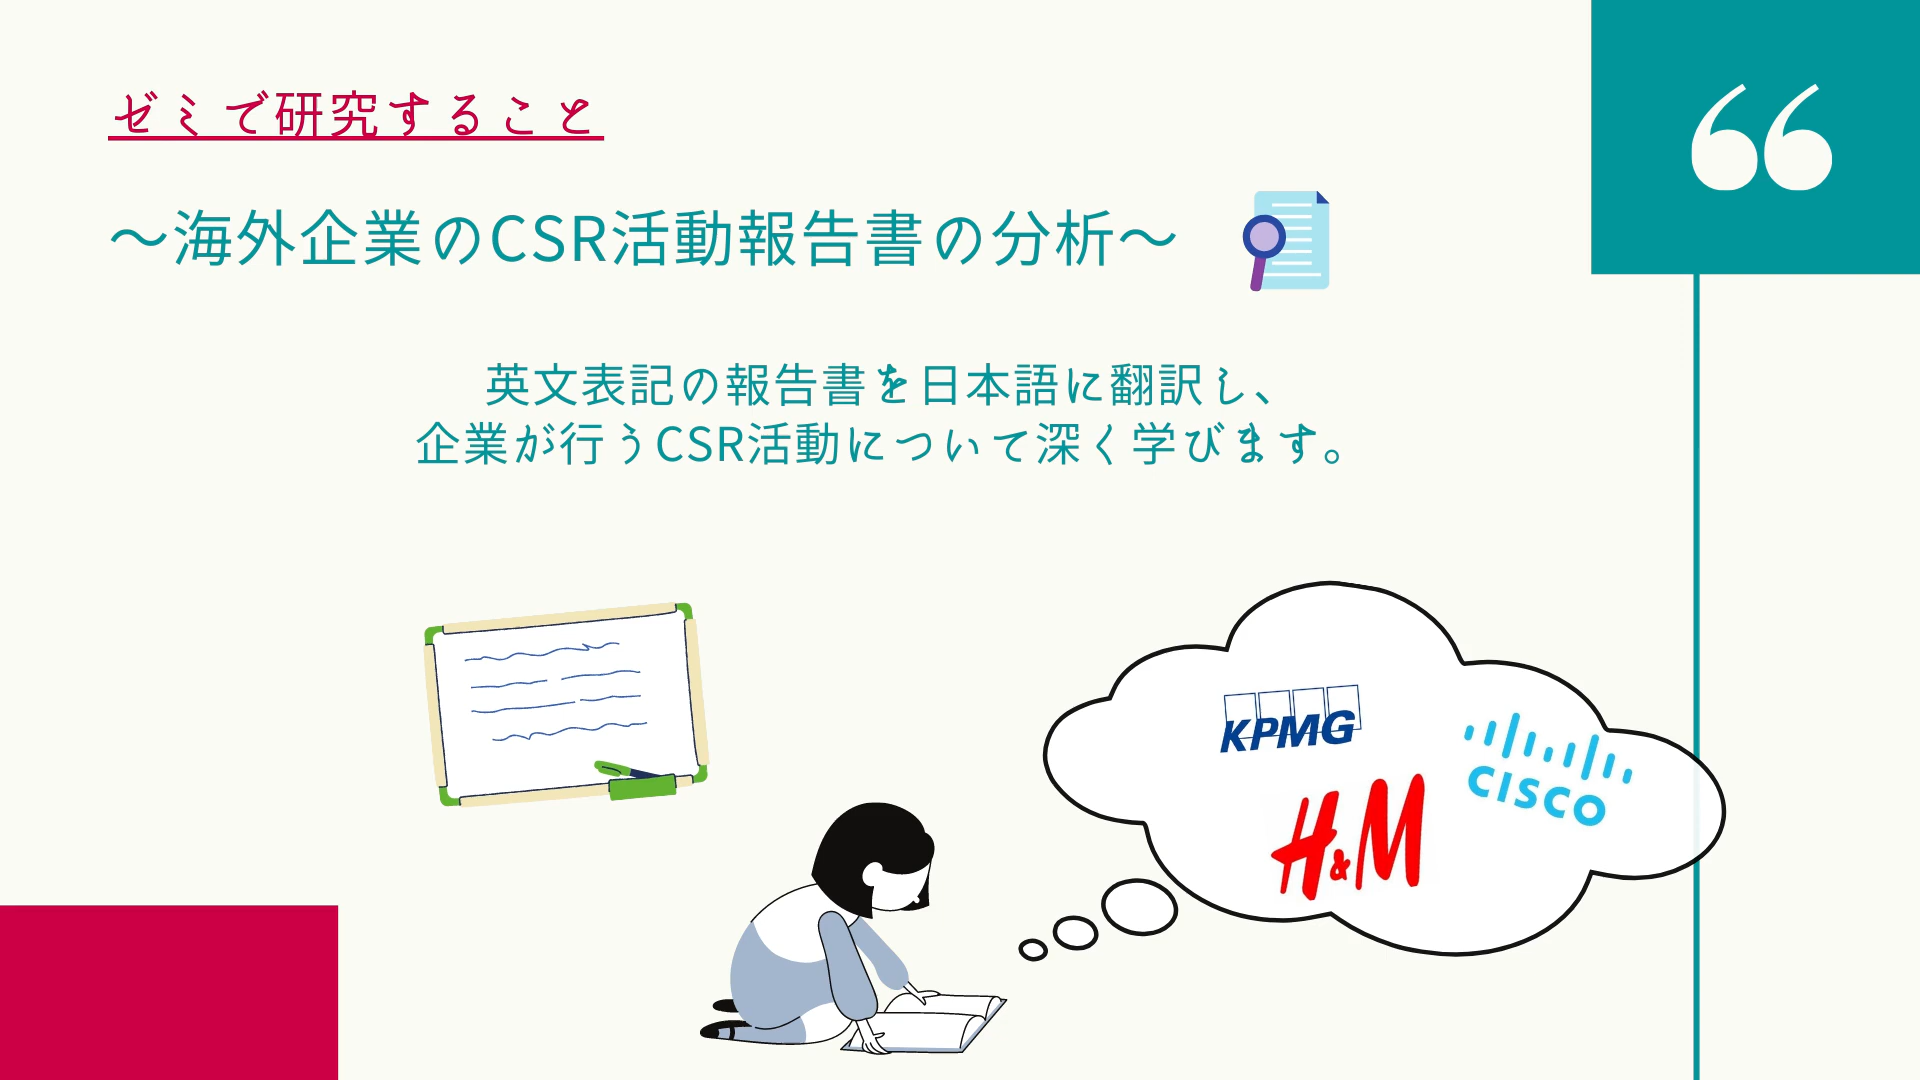 ゼミで研究すること
～海外企業のCSR活動報告書の分析～
英文表記の報告書を日本語に翻訳し、
企業が行うCSR活動について深く学びます。
KPMG
CISCO
H&M